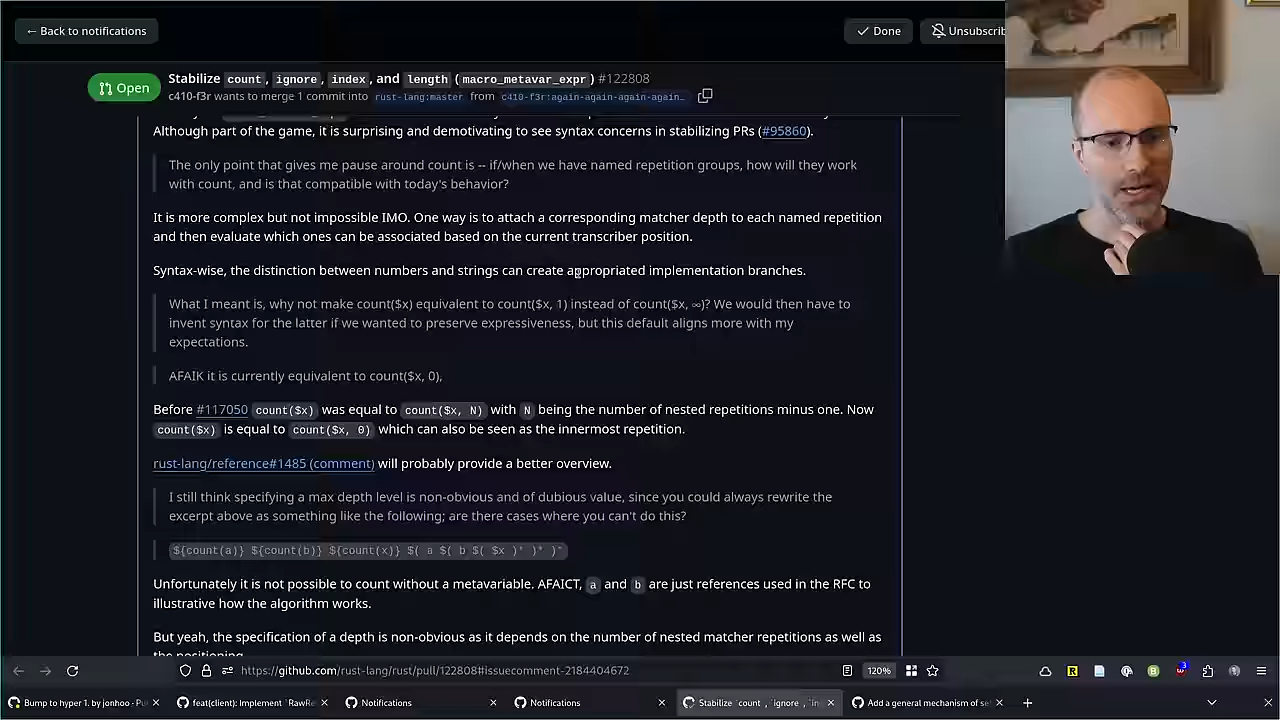 ← Back to notifications
Done
Unsubscrib
Open
Stabilize count, ignore, index, and length (macro_metavar_expr) #122808
c410-f3r wants to merge 1 commit into rust-lang:master from c410-f3r:again-again-again-again…
Although part of the game, it is surprising and demotivating to see syntax concerns in stabilizing PRs (#95860).
The only point that gives me pause around count is -- if/when we have named repetition groups, how will they work
with count, and is that compatible with today's behavior?
It is more complex but not impossible IMO. One way is to attach a corresponding matcher depth to each named repetition
and then evaluate which ones can be associated based on the current transcriber position.
Syntax-wise, the distinction between numbers and strings can create appropriated implementation branches.
What I meant is, why not make count($x) equivalent to count($x, 1) instead of count($x, ∞)? We would then have to
invent syntax for the latter if we wanted to preserve expressiveness, but this default aligns more with my
expectations.
AFAIK it is currently equivalent to count($x, 0),
Before #117050 count($x) was equal to count($x, N) with N being the number of nested repetitions minus one. Now
count($x) is equal to count($x, 0) which can also be seen as the innermost repetition.
rust-lang/reference#1485 (comment) will probably provide a better overview.
I still think specifying a max depth level is non-obvious and of dubious value, since you could always rewrite the
excerpt above as something like the following; are there cases where you can't do this?
${count(a)} ${count(b)} ${count(x)} $( a $( b $( $x )* )* )*
Unfortunately it is not possible to count without a metavariable. AFAICT, a and b are just references used in the RFC to
illustrative how the algorithm works.
But yeah, the specification of a depth is non-obvious as it depends on the number of nested matcher repetitions as well as
the positioning
https://github.com/rust-lang/rust/pull/122808#issuecomment-2184404672
120%
3
Bump to hyper 1. by jonhoo · Pu
feat(client): Implement `RawRe
Notifications
Notifications
Stabilize `count`, `ignore`, `in
Add a general mechanism of se